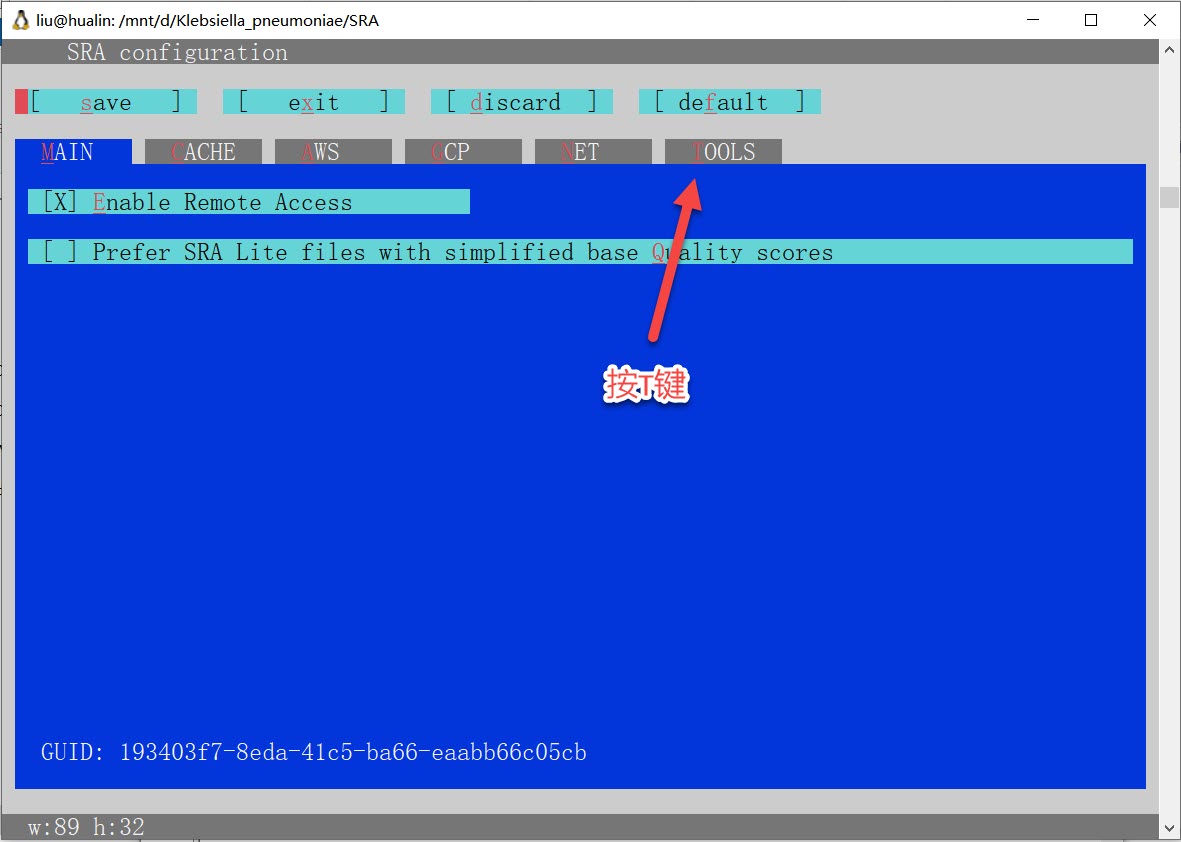 liu@hualin: /mnt/d/Klebsiella_pneumoniae/SRA
SRA configuration
[ save ] [ exit ] [ discard ] [ default ]
MAIN CACHE AWS GCP NET TOOLS
[X] Enable Remote Access
[ ] Prefer SRA Lite files with simplified base Quality scores
按T键
GUID: 193403f7-8eda-41c5-ba66-eaabb66c05cb
w:89 h:32